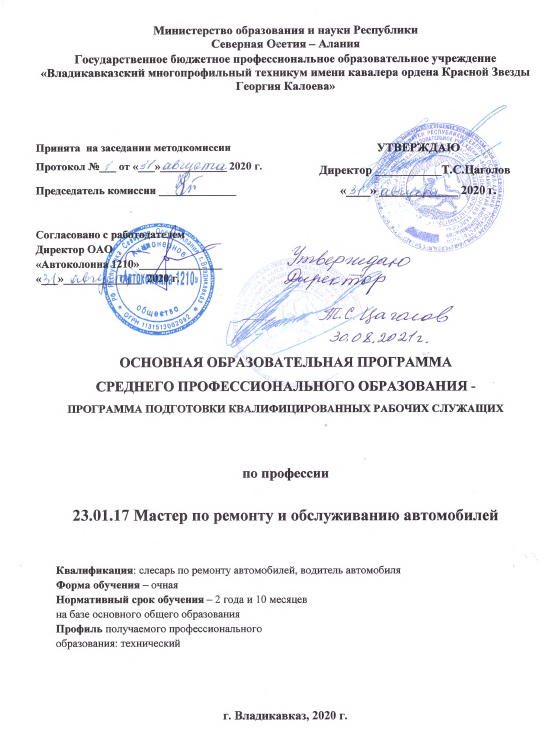 Министерство образования и науки Республики
Северная Осетия – Алания
Государственное бюджетное профессиональное образовательное учреждение
«Владикавказский многопрофильный техникум имени кавалера ордена Красной Звезды
Георгия Калоева»
Принята на заседании методкомиссии
Протокол № 1 от «31» августа 2020 г.
Председатель комиссии
УТВЕРЖДАЮ
Директор Т.С.Цаголов
«31» августа 2020 г.
Согласовано с работодателем
Директор ОАО
«Автоколонна 1210»
«31» августа 2020 г.
Автоколонна 1210»
общество
ОГРН 1131513002092
Утверждаю
Директор
Т.С.Цаголов
30.08.2021г.
ОСНОВНАЯ ОБРАЗОВАТЕЛЬНАЯ ПРОГРАММА
СРЕДНЕГО ПРОФЕССИОНАЛЬНОГО ОБРАЗОВАНИЯ -
ПРОГРАММА ПОДГОТОВКИ КВАЛИФИЦИРОВАННЫХ РАБОЧИХ СЛУЖАЩИХ
по профессии
23.01.17 Мастер по ремонту и обслуживанию автомобилей
Квалификация: слесарь по ремонту автомобилей, водитель автомобиля
Форма обучения – очная
Нормативный срок обучения – 2 года и 10 месяцев
на базе основного общего образования
Профиль получаемого профессионального
образования: технический
г. Владикавказ, 2020 г.